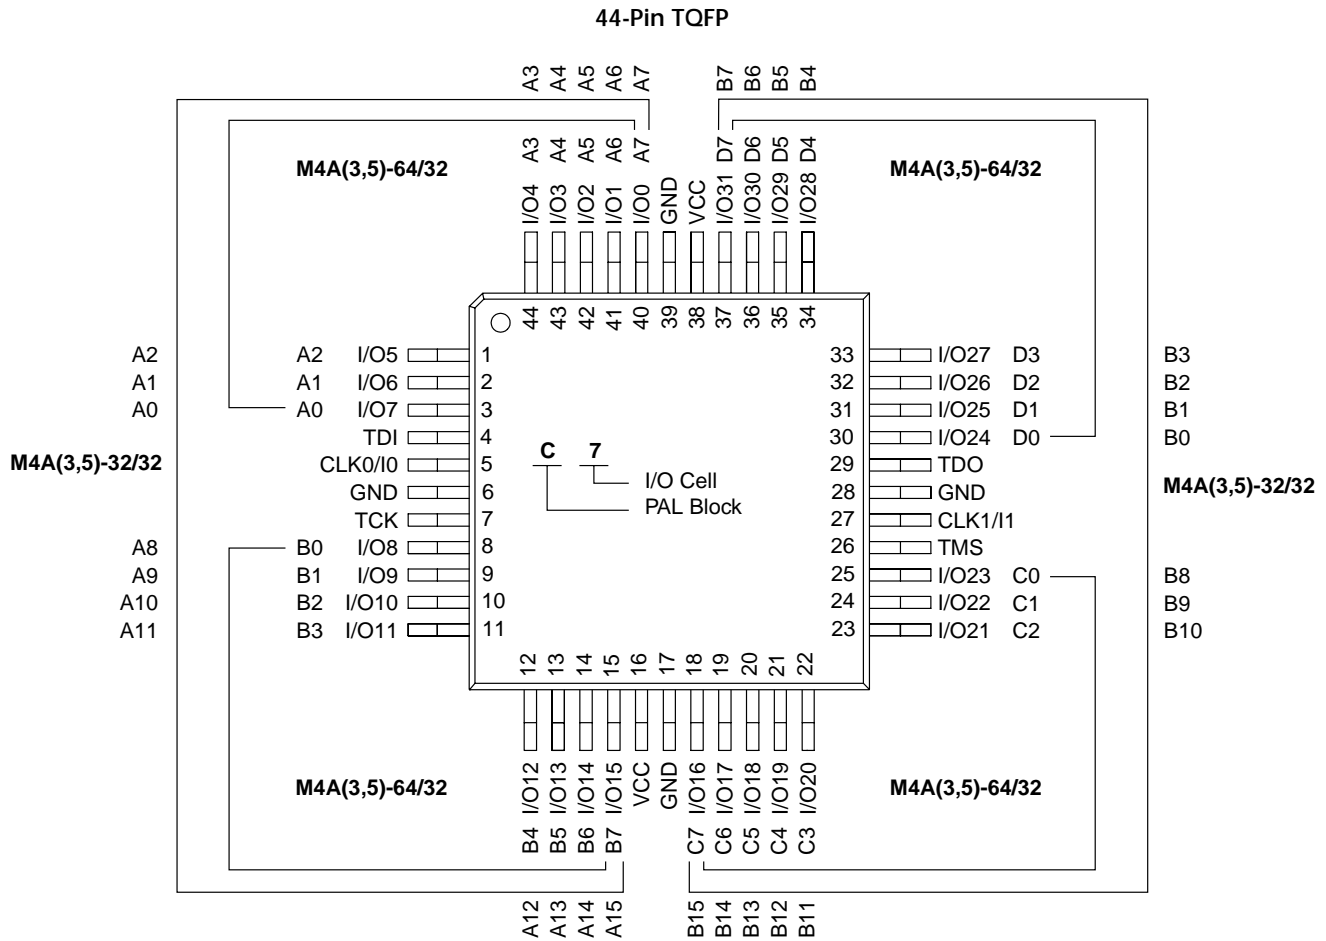 44-Pin TQFP
A3 A4 A5 A6 A7 B7 B6 B5 B4
M4A(3,5)-64/32 A3 A4 A5 A6 A7 D7 D6 D5 D4 M4A(3,5)-64/32
I/O4 I/O3 I/O2 I/O1 I/O0 GND VCC I/O31 I/O30 I/O29 I/O28
44 43 42 41 40 39 38 37 36 35 34
A2 A2 I/O5 1 33 I/O27 D3 B3
A1 A1 I/O6 2 32 I/O26 D2 B2
A0 A0 I/O7 3 31 I/O25 D1 B1
TDI 4 30 I/O24 D0 B0
M4A(3,5)-32/32 CLK0/I0 5 C 7 29 TDO
GND 6 I/O Cell 28 GND M4A(3,5)-32/32
TCK 7 PAL Block 27 CLK1/I1
A8 B0 I/O8 8 26 TMS
A9 B1 I/O9 9 25 I/O23 C0 B8
A10 B2 I/O10 10 24 I/O22 C1 B9
A11 B3 I/O11 11 23 I/O21 C2 B10
12 13 14 15 16 17 18 19 20 21 22
M4A(3,5)-64/32 I/O12 I/O13 I/O14 I/O15 VCC GND I/O16 I/O17 I/O18 I/O19 I/O20 M4A(3,5)-64/32
B4 B5 B6 B7 C7 C6 C5 C4 C3
A12 A13 A14 A15 B15 B14 B13 B12 B11